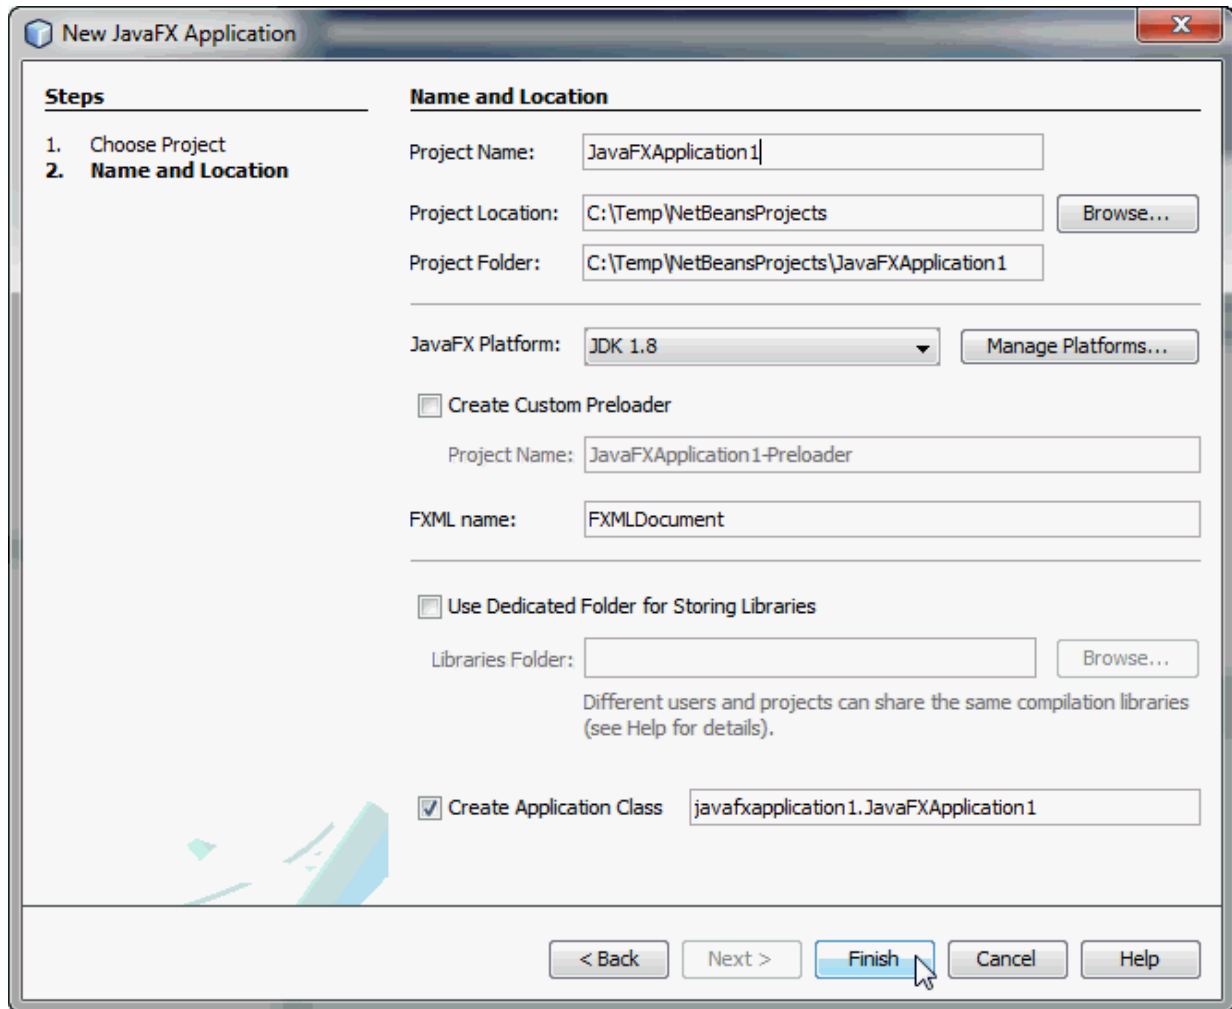 New JavaFX Application
Steps
1. Choose Project
2. Name and Location
Name and Location
Project Name: JavaFXApplication1
Project Location: C:\Temp\NetBeansProjects Browse...
Project Folder: C:\Temp\NetBeansProjects\JavaFXApplication1
JavaFX Platform: JDK 1.8 Manage Platforms...
Create Custom Preloader
Project Name: JavaFXApplication1-Preloader
FXML name: FXMLDocument
Use Dedicated Folder for Storing Libraries
Libraries Folder: Browse...
Different users and projects can share the same compilation libraries
(see Help for details).
Create Application Class javafxapplication1.JavaFXApplication1
< Back Next > Finish Cancel Help